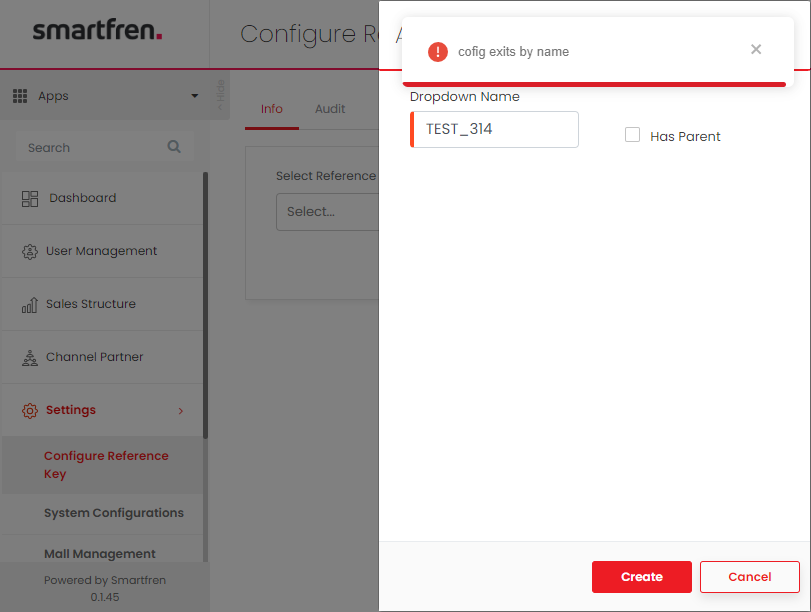 smartfren.
Configure R
cofig exits by name
Apps
Hide
Info
Audit
Dropdown Name
TEST_314
Has Parent
Search
Select Reference
Select...
Dashboard
User Management
Sales Structure
Channel Partner
Settings
Configure Reference
Key
System Configurations
Mall Management
Powered by Smartfren
0.1.45
Create
Cancel